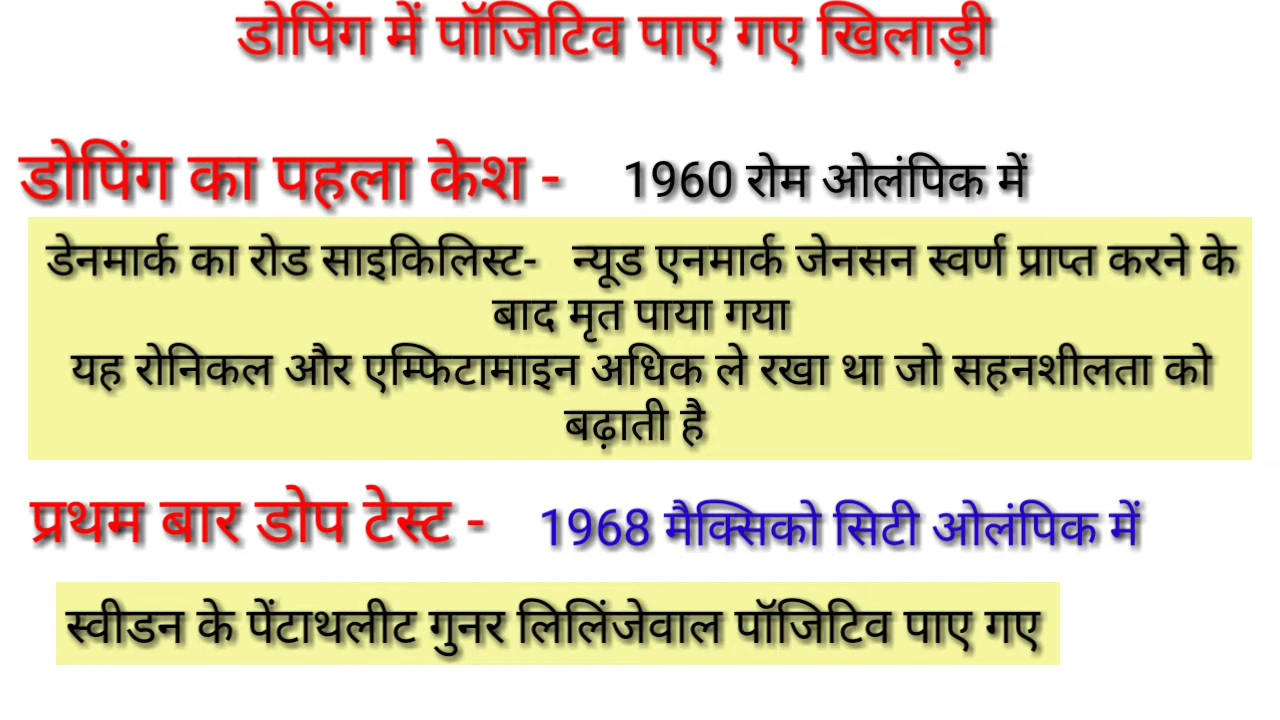 डोपिंग में पॉजिटिव पाए गए खिलाड़ी
डोपिंग का पहला केश - 1960 रोम ओलंपिक में
डेनमार्क का रोड साइकिलिस्ट- न्यूड एनमार्क जेनसन स्वर्ण प्राप्त करने के
बाद मृत पाया गया
यह रोनिकल और एम्फिटामाइन अधिक ले रखा था जो सहनशीलता को
बढ़ाती है
प्रथम बार डोप टेस्ट - 1968 मैक्सिको सिटी ओलंपिक में
स्वीडन के पेंटाथलीट गुनर लिलिंजेवाल पॉजिटिव पाए गए